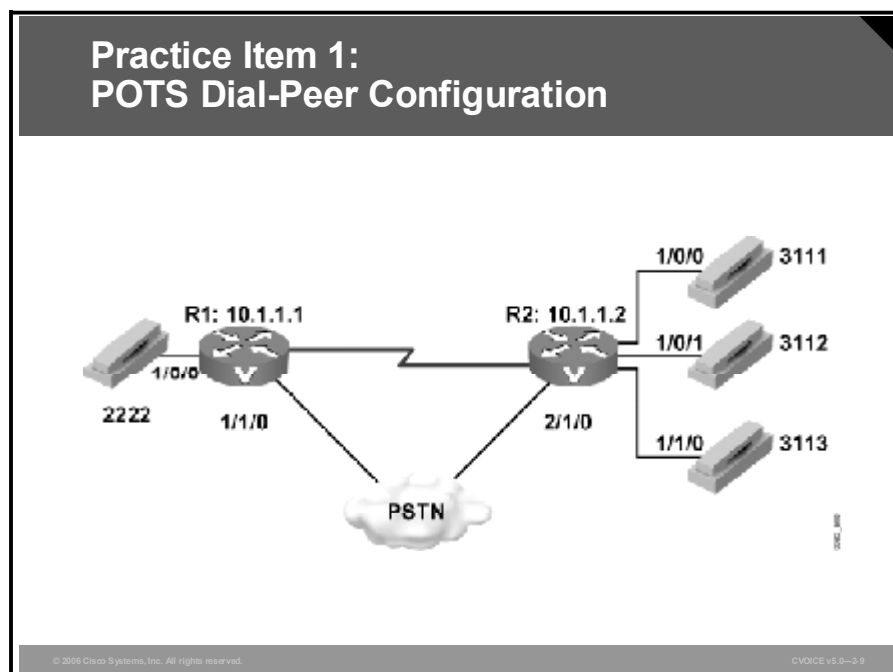 Practice Item 1:
POTS Dial-Peer Configuration
1/0/0
3111
R1: 10.1.1.1
R2: 10.1.1.2
1/0/1
3112
1/0/0
V
V
2222
1/1/0
2/1/0
1/1/0
3113
PSTN
© 2006 Cisco Systems, Inc. All rights reserved.
CVOICE v5.0—2-9